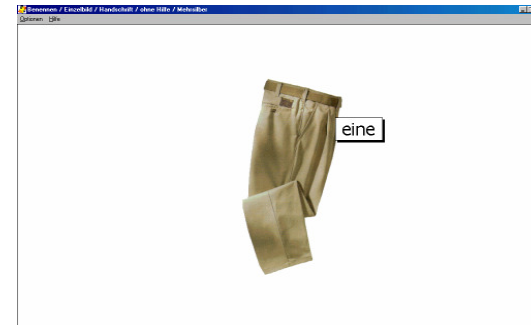 Benennen / Einzelbild / Handschrift / ohne Hilfe / Mehrsilber
Optionen Hilfe
eine